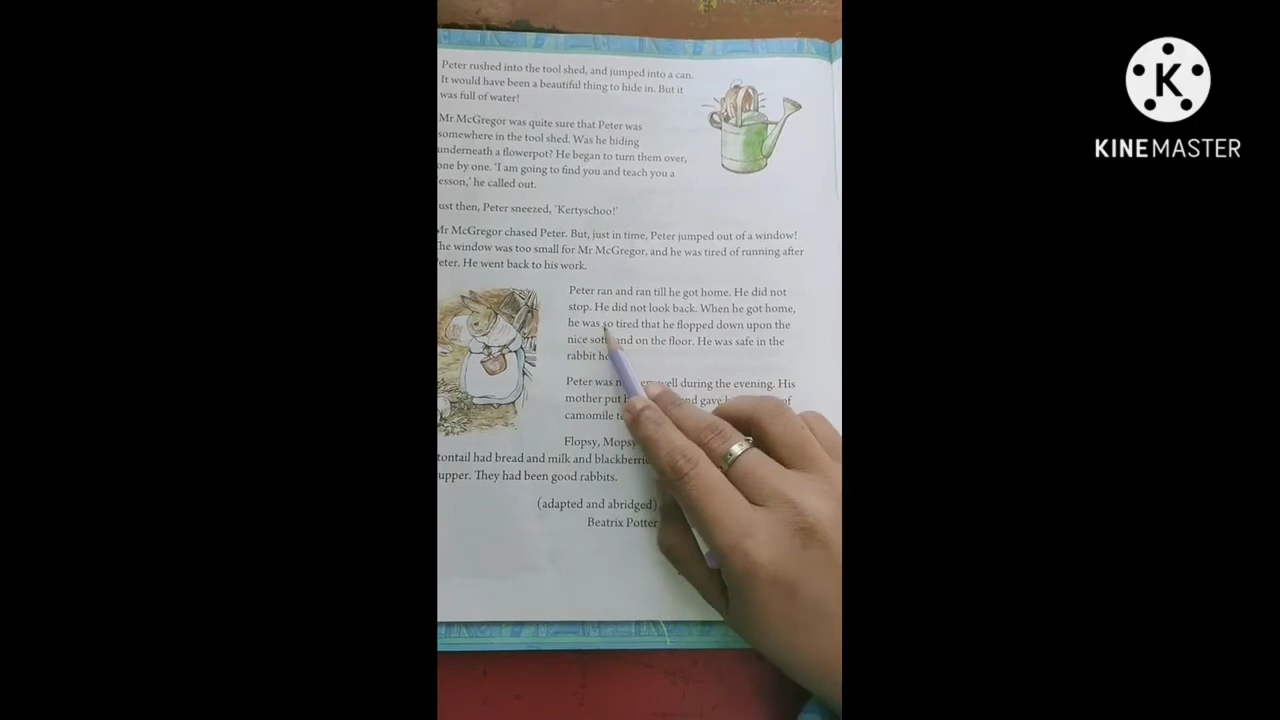 Peter rushed into the tool shed, and jumped into a can.
It would have been a beautiful thing to hide in. But it
was full of water!
Mr McGregor was quite sure that Peter was
somewhere in the tool shed. Was he hiding
underneath a flowerpot? He began to turn them over,
one by one. 'I am going to find you and teach you a
esson,' he called out.
ust then, Peter sneezed, 'Kertyschoo!'
Mr McGregor chased Peter. But, just in time, Peter jumped out of a window!
The window was too small for Mr McGregor, and he was tired of running after
Peter. He went back to his work.
Peter ran and ran till he got home. He did not
stop. He did not look back. When he got home,
he was so tired that he flopped down upon the
nice soft and on the floor. He was safe in the
rabbit
Peter was well during the evening. His
mother put and gave of
camomile
Flopsy, Mopsy
tontail had bread and milk and
upper. They had been good rabbits.
(adapted and abridged)
Beatrix Potter
KINEMASTER